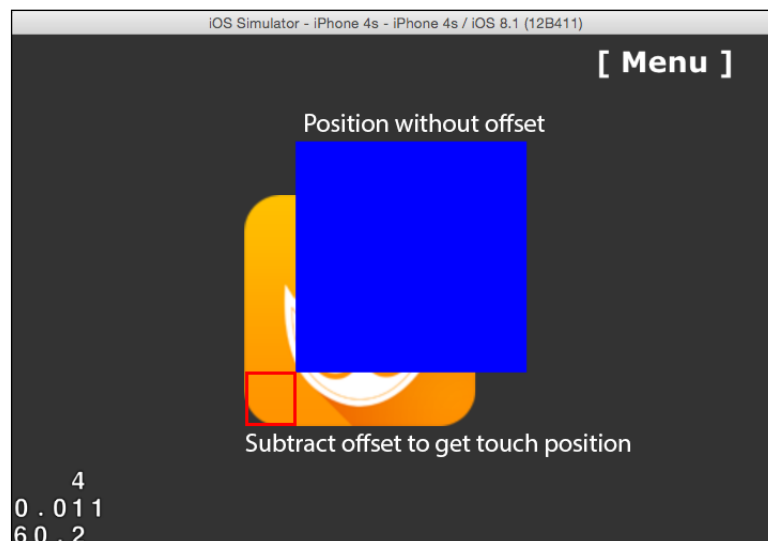 iOS Simulator - iPhone 4s - iPhone 4s / iOS 8.1 (12B411)
[ Menu ]
Position without offset
Subtract offset to get touch position
4
0.011
60.2